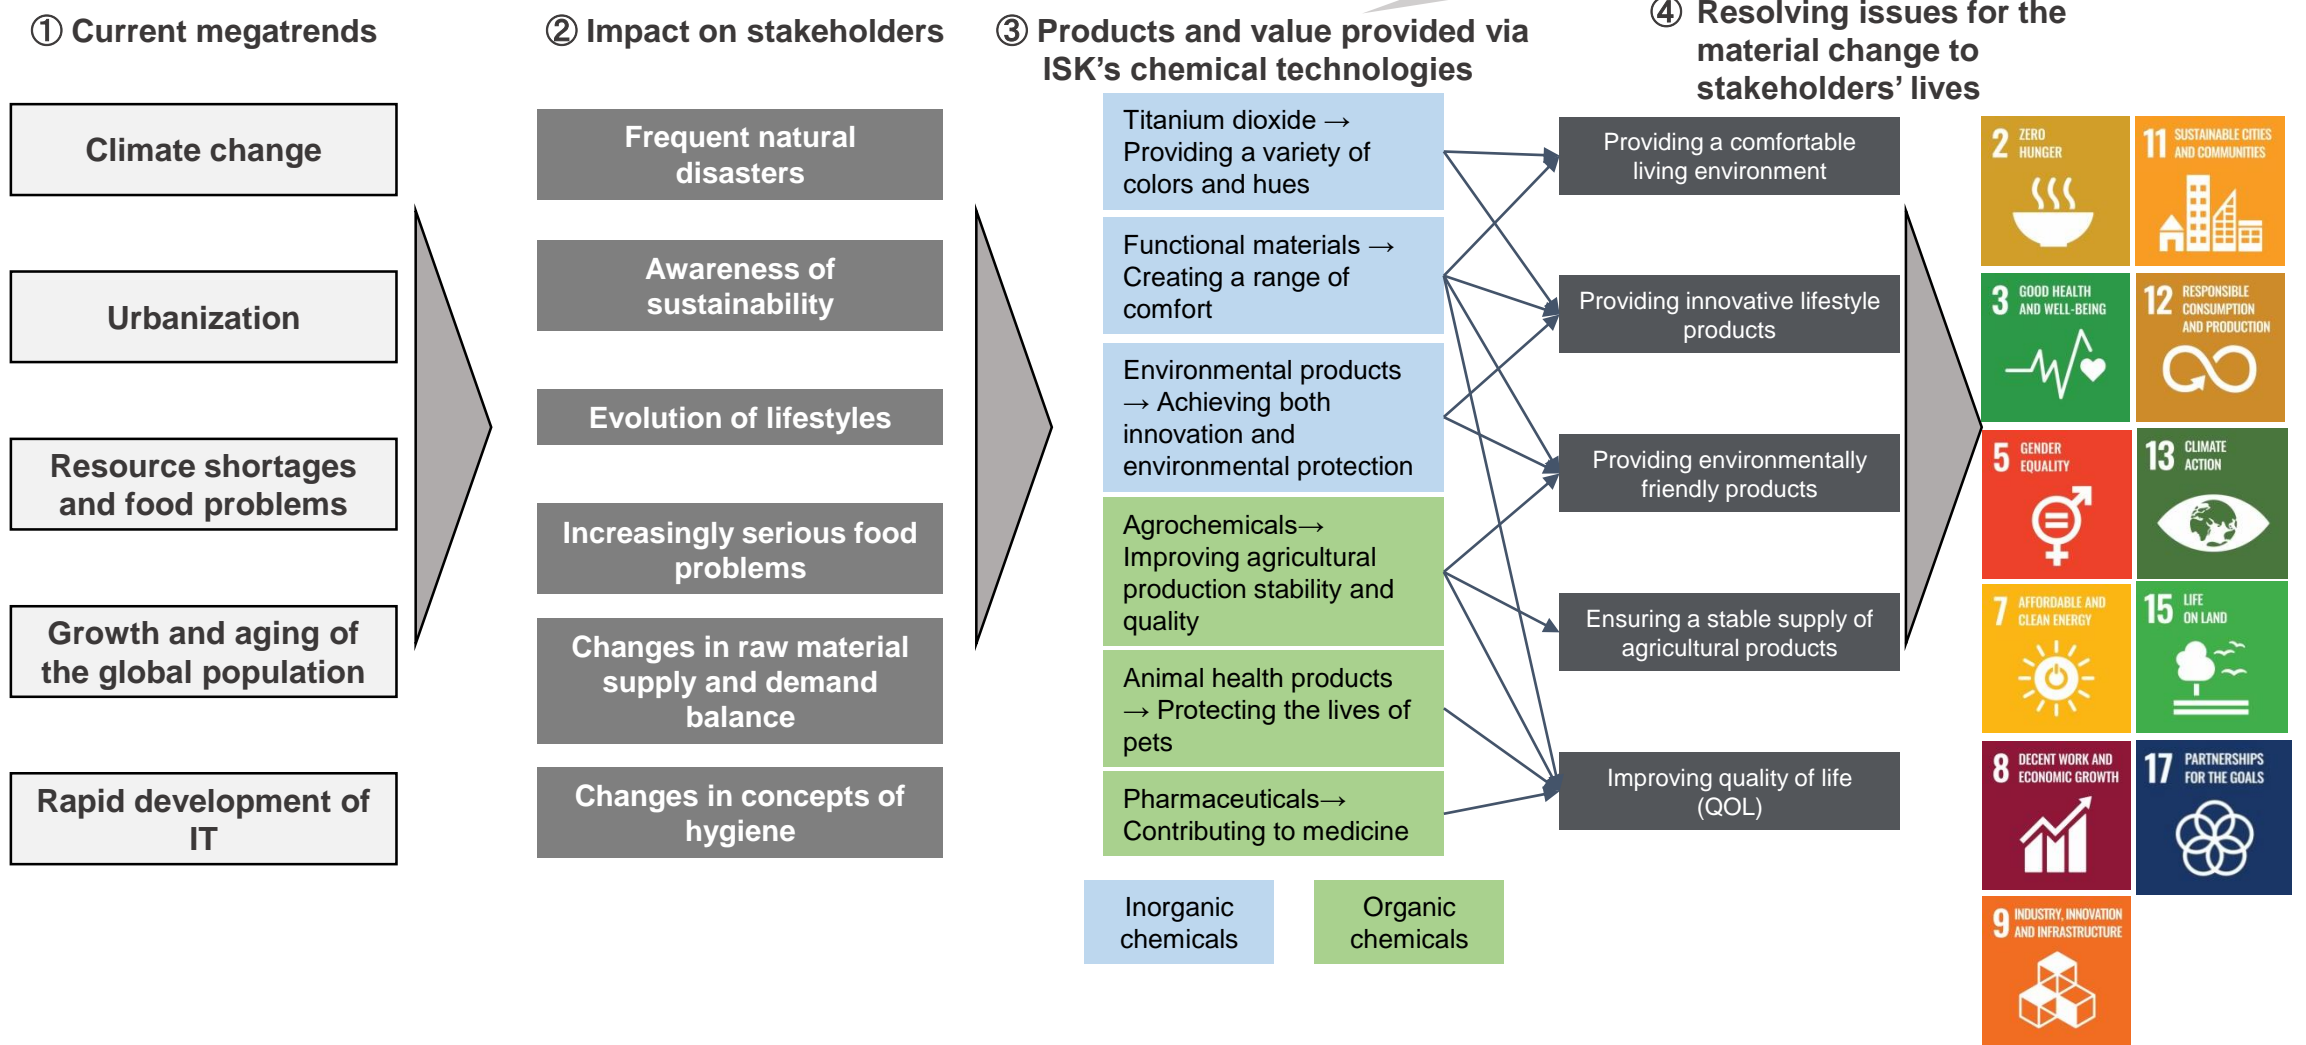 ① Current megatrends
Climate change
Urbanization
Resource shortages
and food problems
Growth and aging of
the global population
Rapid development of
IT
② Impact on stakeholders
Frequent natural
disasters
Awareness of
sustainability
Evolution of lifestyles
Increasingly serious food
problems
Changes in raw material
supply and demand
balance
Changes in concepts of
hygiene
③ Products and value provided via
ISK’s chemical technologies
Titanium dioxide →
Providing a variety of
colors and hues
Functional materials →
Creating a range of
comfort
Environmental products
→ Achieving both
innovation and
environmental protection
Agrochemicals→
Improving agricultural
production stability and
quality
Animal health products
→ Protecting the lives of
pets
Pharmaceuticals→
Contributing to medicine
Inorganic
chemicals
Organic
chemicals
④ Resolving issues for the
material change to
stakeholders’ lives
Providing a comfortable
living environment
Providing innovative lifestyle
products
Providing environmentally
friendly products
Ensuring a stable supply of
agricultural products
Improving quality of life
(QOL)
2 ZERO
HUNGER
3 GOOD HEALTH
AND WELL-BEING
5 GENDER
EQUALITY
7 AFFORDABLE AND
CLEAN ENERGY
8 DECENT WORK AND
ECONOMIC GROWTH
9 INDUSTRY, INNOVATION
AND INFRASTRUCTURE
11 SUSTAINABLE CITIES
AND COMMUNITIES
12 RESPONSIBLE
CONSUMPTION
AND PRODUCTION
13 CLIMATE
ACTION
15 LIFE
ON LAND
17 PARTNERSHIPS
FOR THE GOALS